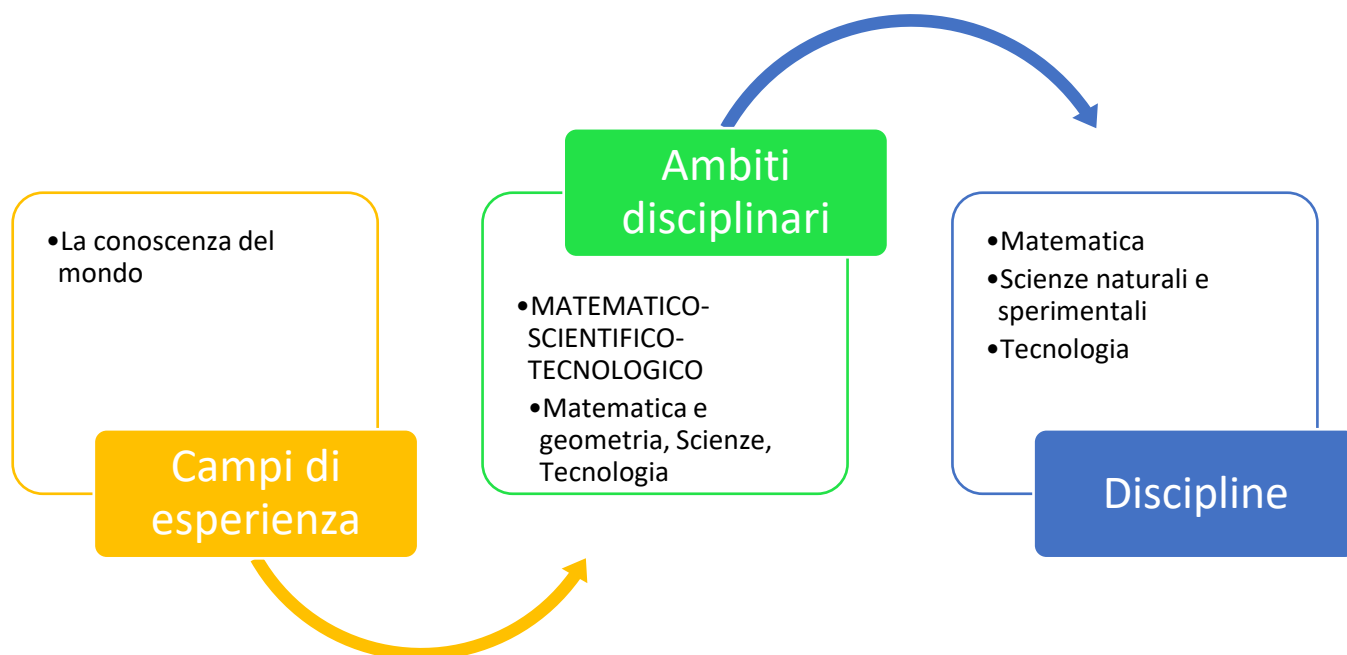 •La conoscenza del
mondo
Campi di
esperienza
Ambiti
disciplinari
•MATEMATICO-
SCIENTIFICO-
TECNOLOGICO
•Matematica e
geometria, Scienze,
Tecnologia
•Matematica
•Scienze naturali e
sperimentali
•Tecnologia
Discipline